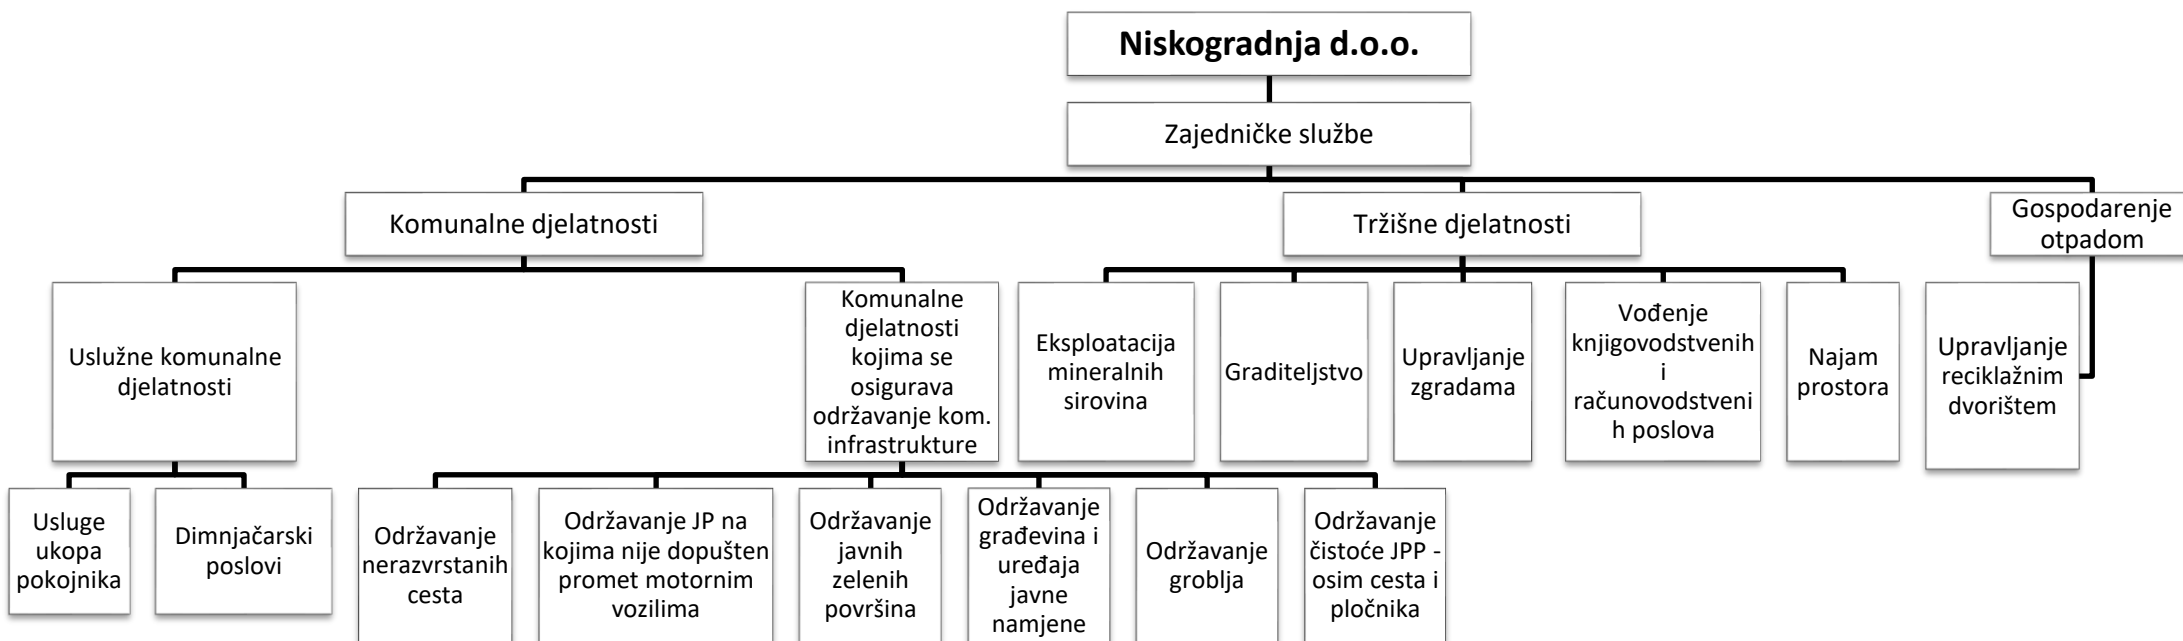 Niskogradnja d.o.o.
Zajedničke službe
Komunalne djelatnosti
Tržišne djelatnosti
Gospodarenje
otpadom
Uslužne komunalne
djelatnosti
Komunalne
djelatnosti
kojima se
osigurava
održavanje kom.
infrastrukture
Eksploatacija
mineralnih
sirovina
Graditeljstvo
Upravljanje
zgradama
Vođenje
knjigovodstvenih
i
računovodstveni
h poslova
Najam
prostora
Upravljanje
reciklažnim
dvorištem
Usluge
ukopa
pokojnika
Dimnjačarski
poslovi
Održavanje
nerazvrstanih
cesta
Održavanje JP na
kojima nije dopušten
promet motornim
vozilima
Održavanje
javnih
zelenih
površina
Održavanje
građevina i
uređaja
javne
namjene
Održavanje
groblja
Održavanje
čistoće JPP -
osim cesta i
pločnika